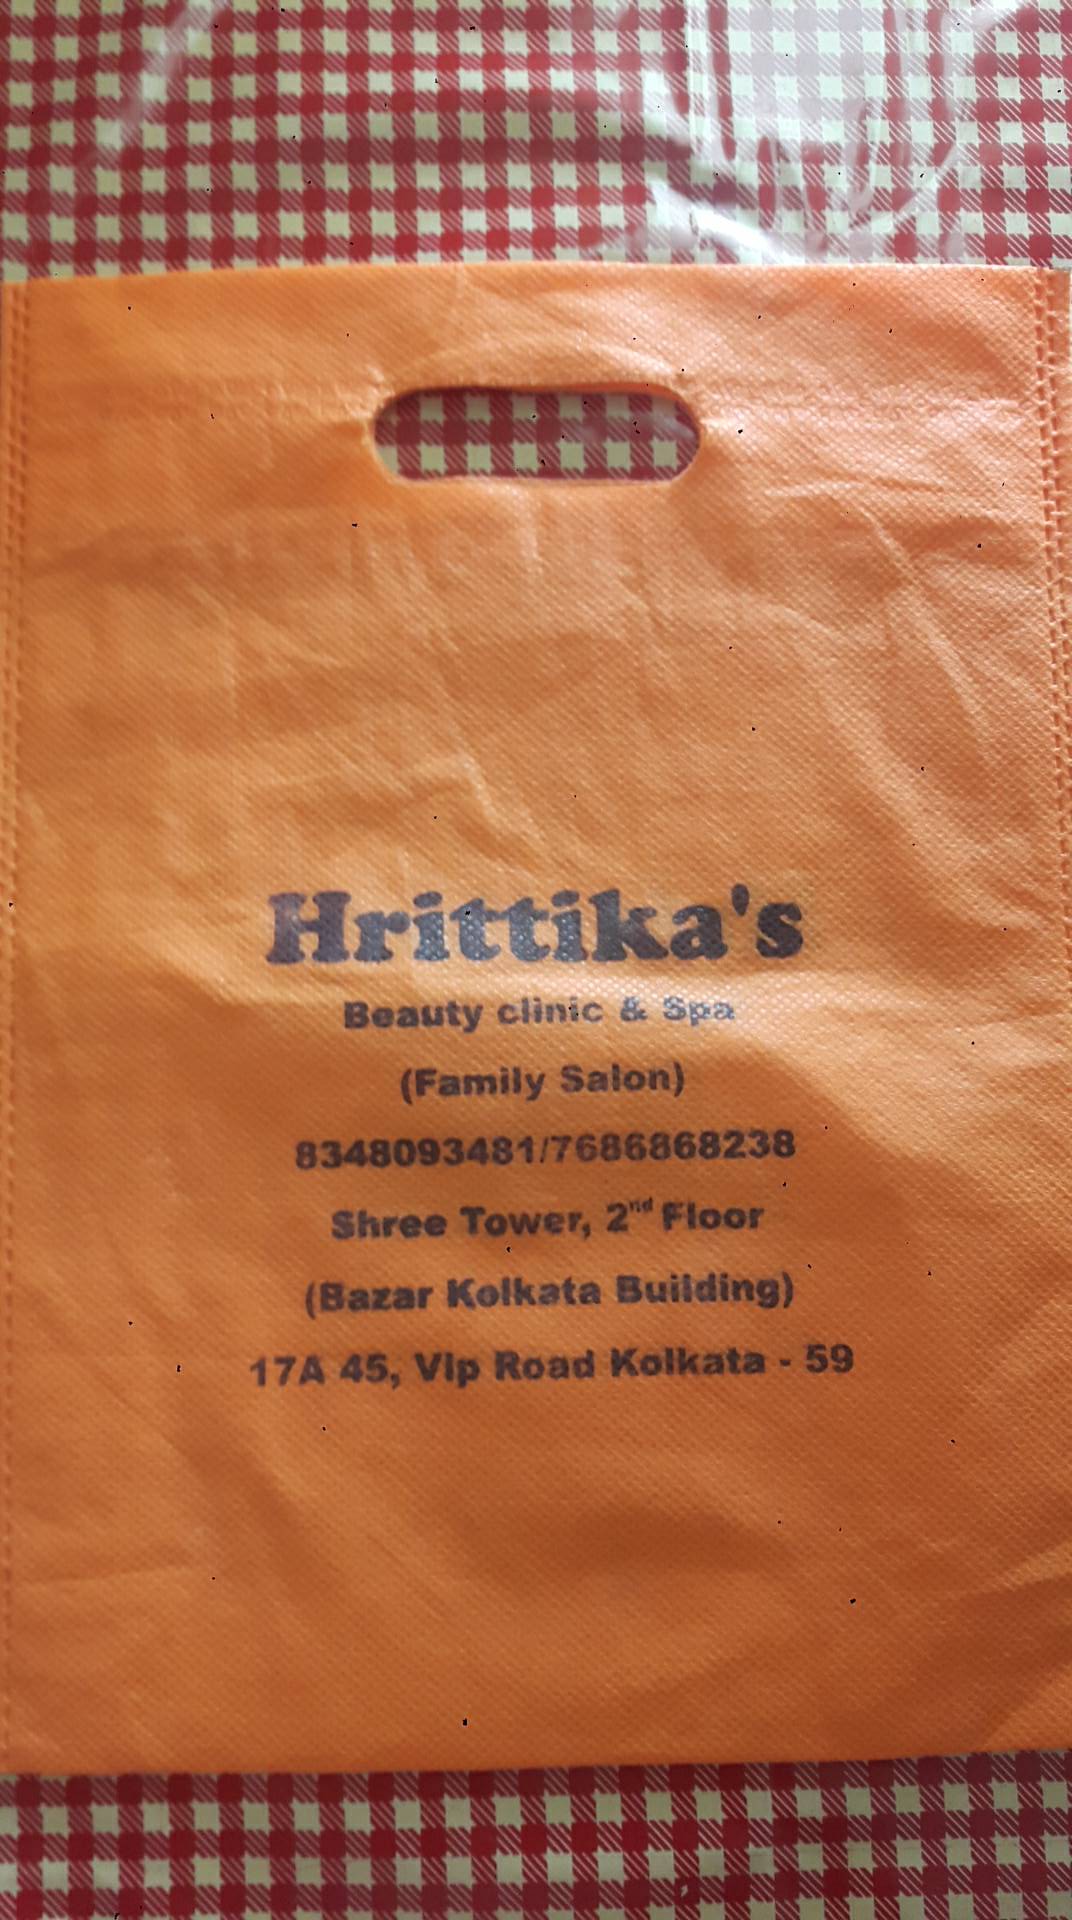 Hrittika's
Beauty clinic & Spa
(Family Salon)
8348093481/7686868238
Shree Tower, 2nd Floor
(Bazar Kolkata Building)
17A 45, Vip Road Kolkata - 59